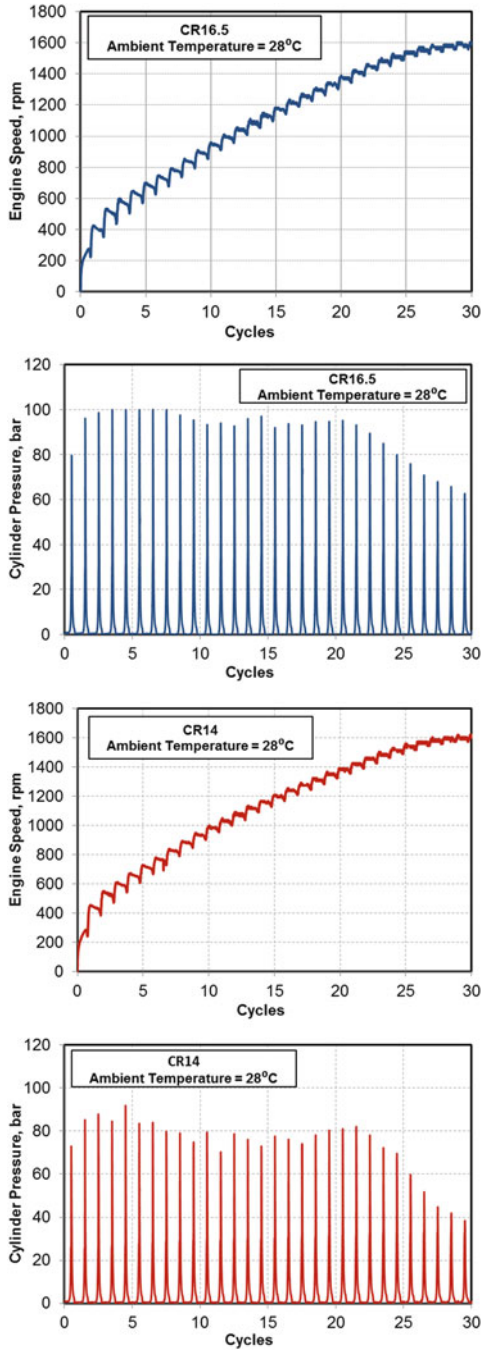 CR16.5
Ambient Temperature = 28°C
1800
1600
1400
1200
1000
800
600
400
200
0
Engine Speed, rpm
0 5 10 15 20 25 30
Cycles
CR16.5
Ambient Temperature = 28°C
120
100
80
60
40
20
0
Cylinder Pressure, bar
0 5 10 15 20 25 30
Cycles
CR14
Ambient Temperature = 28°C
1800
1600
1400
1200
1000
800
600
400
200
0
Engine Speed, rpm
0 5 10 15 20 25 30
Cycles
CR14
Ambient Temperature = 28°C
120
100
80
60
40
20
0
Cylinder Pressure, bar
0 5 10 15 20 25 30
Cycles